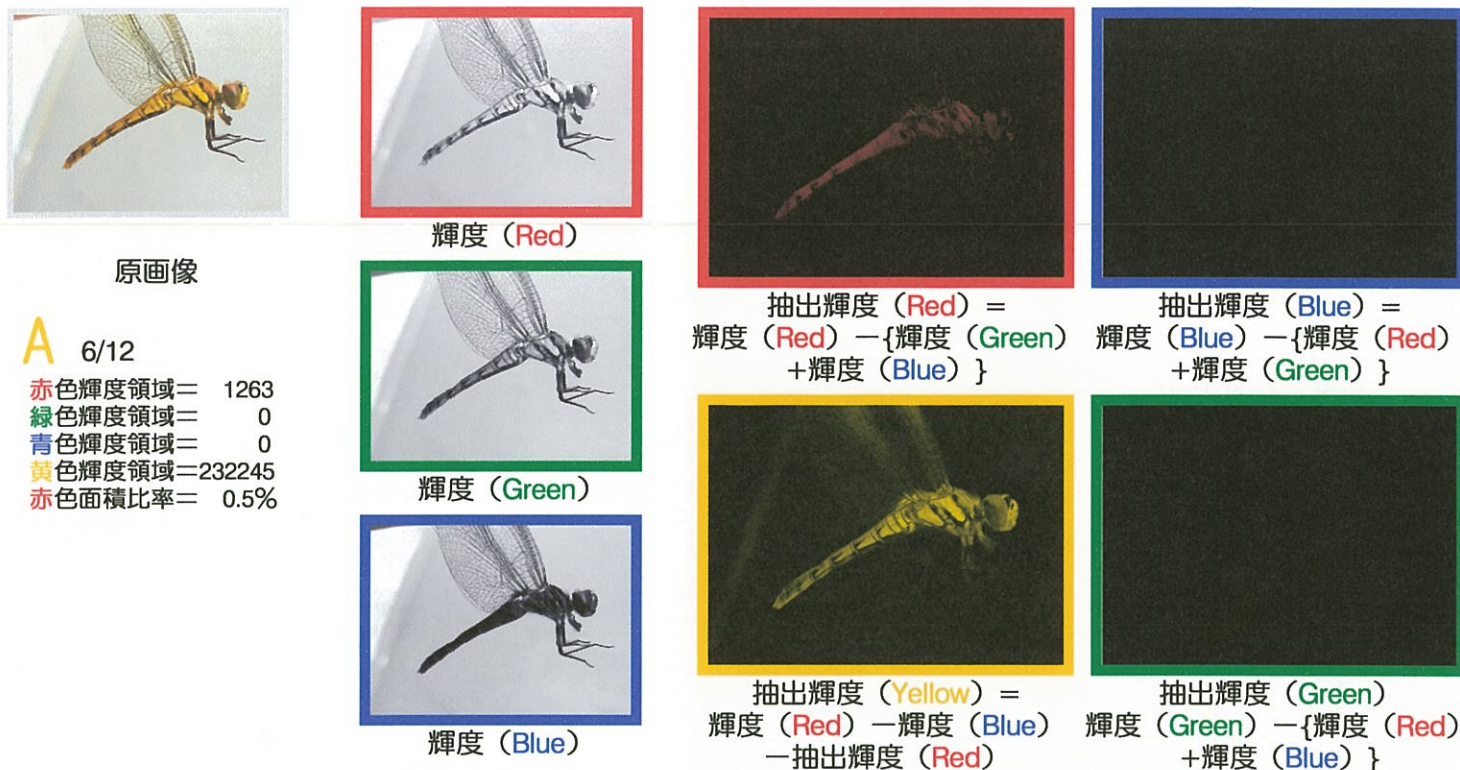 原画像
A 6/12
赤色輝度領域= 1263
緑色輝度領域= 0
青色輝度領域= 0
黄色輝度領域=232245
赤色面積比率= 0.5%
輝度（Red）
輝度（Green）
輝度（Blue）
抽出輝度（Red）＝
輝度（Red）－{輝度（Green）
＋輝度（Blue）}
抽出輝度（Blue）＝
輝度（Blue）－{輝度（Red）
＋輝度（Green）}
抽出輝度（Yellow）＝
輝度（Red）－輝度（Blue）
－抽出輝度（Red）
抽出輝度（Green）
輝度（Green）－{輝度（Red）
＋輝度（Blue）}